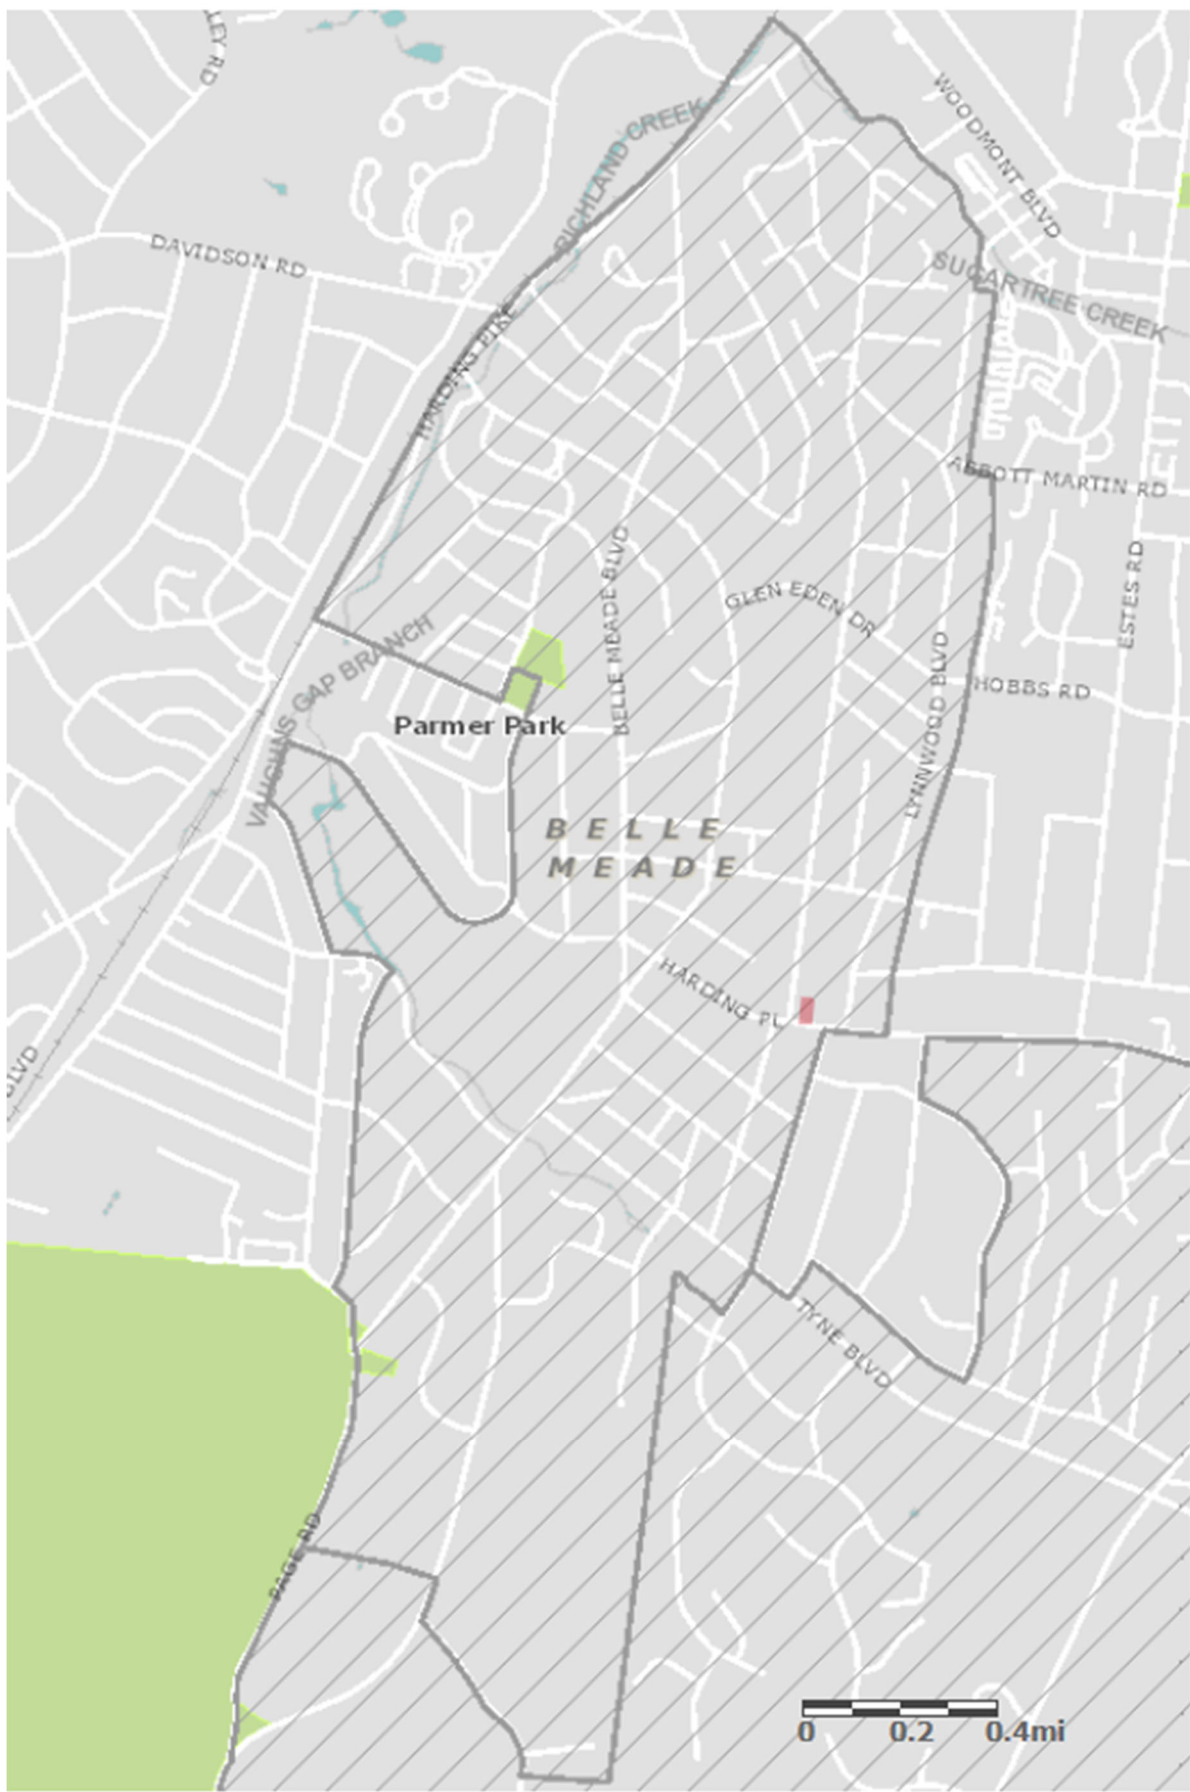 LEY RD
WOODMONT BLVD
RICHLAND CREEK
DAVIDSON RD
SUGARTREE CREEK
HARDING PIKE
ABBOTT MARTIN RD
ESTES RD
BELLE MEADE BLVD
GLEN EDEN DR
VAUGHNS GAP BRANCH
LYNNWOOD BLVD
HOBBS RD
Parmer Park
BELLE
MEADE
HARDING PL
BLVD
TYNE BLVD
PAGE RD
0 0.2 0.4mi